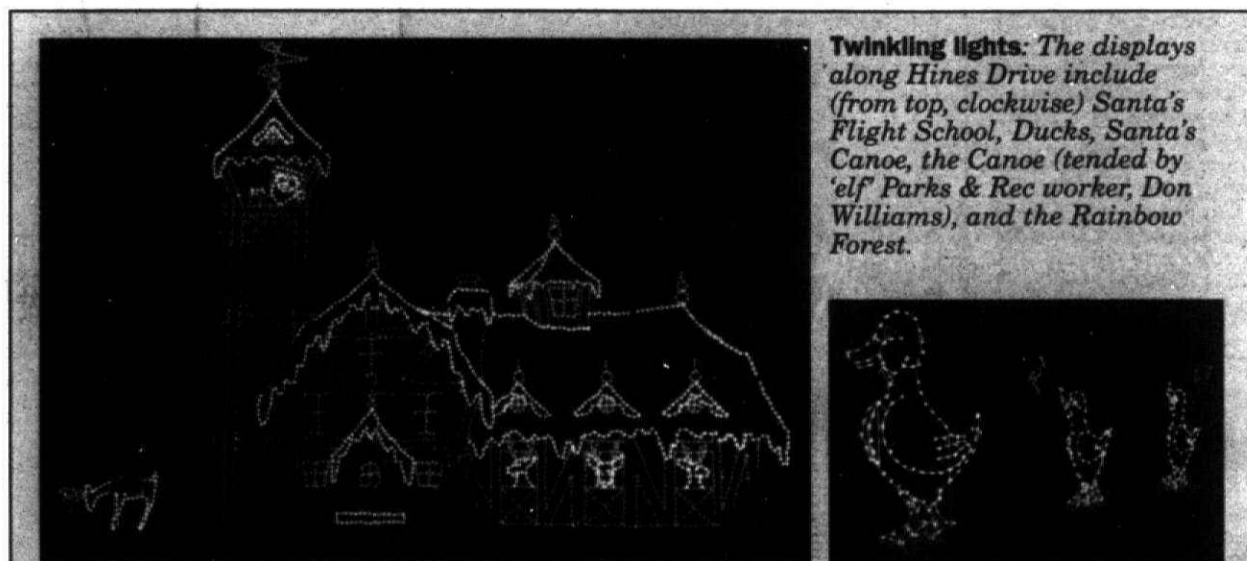 Twinkling lights: The displays
along Hines Drive include
(from top, clockwise) Santa's
Flight School, Ducks, Santa's
Canoe, the Canoe (tended by
'elf' Parks & Rec worker, Don
Williams), and the Rainbow
Forest.